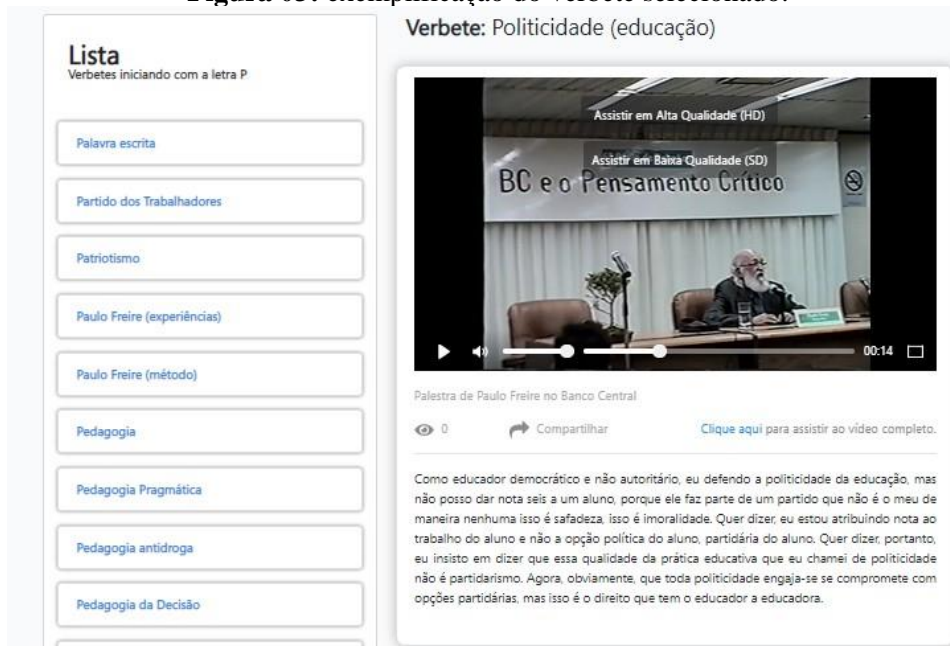 Figura 03: exemplificação do verbete selecionado.
Lista
Verbetes iniciando com a letra P
Palavra escrita
Partido dos Trabalhadores
Patriotismo
Paulo Freire (experiências)
Paulo Freire (método)
Pedagogia
Pedagogia Pragmática
Pedagogia antidroga
Pedagogia da Decisão
Verbete: Politicidade (educação)
Assistir em Alta Qualidade (HD)
Assistir em Baixa Qualidade (SD)
BC e o Pensamento Crítico
00:14
Palestra de Paulo Freire no Banco Central
0 Compartilhar Clique aqui para assistir ao vídeo completo.
Como educador democrático e não autoritário, eu defendo a politicidade da educação, mas
não posso dar nota seis a um aluno, porque ele faz parte de um partido que não é o meu de
maneira nenhuma isso é safadeza, isso é imoralidade. Quer dizer, eu estou atribuindo nota ao
trabalho do aluno e não a opção política do aluno, partidária do aluno. Quer dizer, portanto,
eu insisto em dizer que essa qualidade da prática educativa que eu chamei de politicidade
não é partidarismo. Agora, obviamente, que toda politicidade engaja-se se compromete com
opções partidárias, mas isso é o direito que tem o educador a educadora.